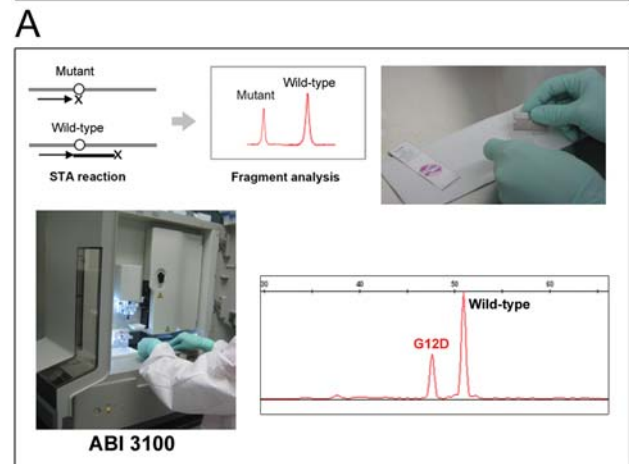 A
Mutant
X
Wild-type
X
STA reaction
Mutant
Wild-type
Fragment analysis
ABI 3100
30 40 50 60
Wild-type
G12D